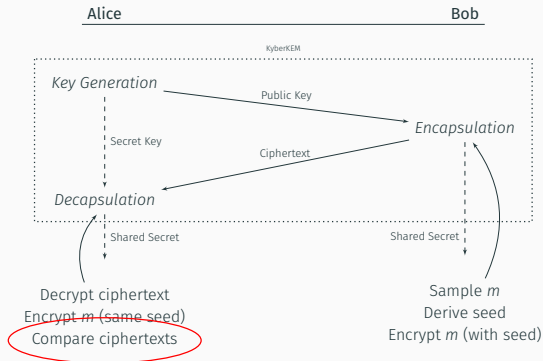 Alice
Bob
KyberKEM
Key Generation
Public Key
Encapsulation
Secret Key
Ciphertext
Decapsulation
Shared Secret
Shared Secret
Decrypt ciphertext
Encrypt m (same seed)
Compare ciphertexts
Sample m
Derive seed
Encrypt m (with seed)